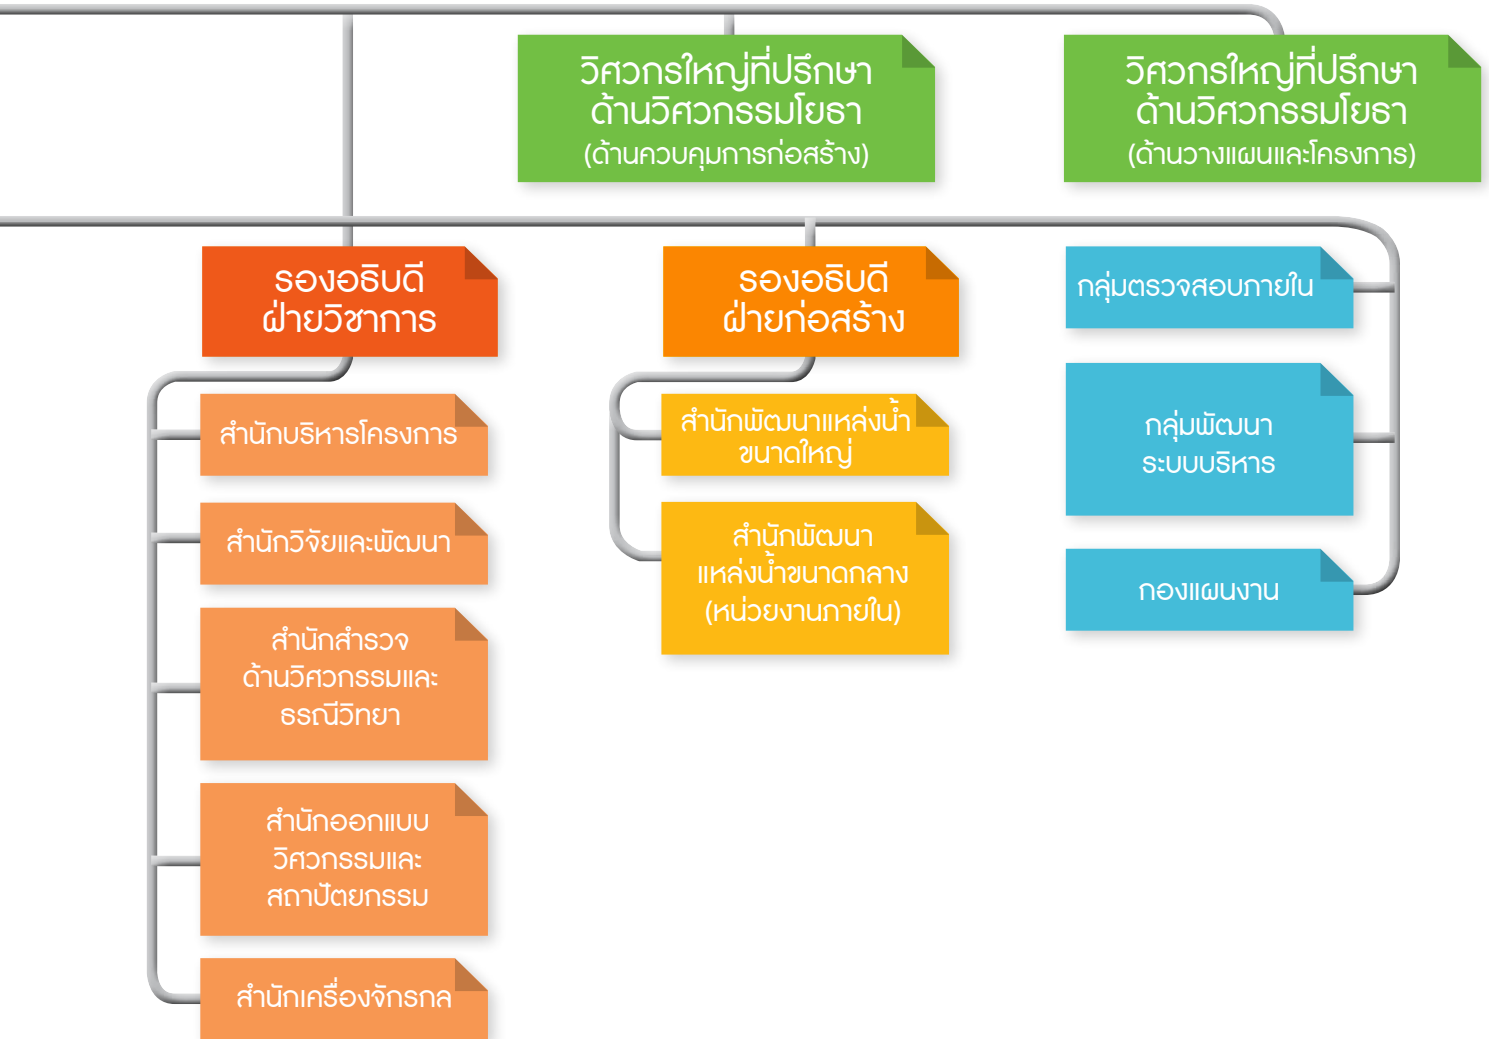 วิศวกรใหญ่ที่ปรึกษา
ด้านวิศวกรรมโยธา
(ด้านควบคุมการก่อสร้าง)
วิศวกรใหญ่ที่ปรึกษา
ด้านวิศวกรรมโยธา
(ด้านวางแผนและโครงการ)
รองอธิบดี
ฝ่ายวิชาการ
สำนักบริหารโครงการ
สำนักวิจัยและพัฒนา
สำนักสำรวจ
ด้านวิศวกรรมและ
ธรณีวิทยา
สำนักออกแบบ
วิศวกรรมและ
สถาปัตยกรรม
สำนักเครื่องจักรกล
รองอธิบดี
ฝ่ายก่อสร้าง
สำนักพัฒนาแหล่งน้ำ
ขนาดใหญ่
สำนักพัฒนา
แหล่งน้ำขนาดกลาง
(หน่วยงานภายใน)
กลุ่มตรวจสอบภายใน
กลุ่มพัฒนา
ระบบบริหาร
กองแผนงาน